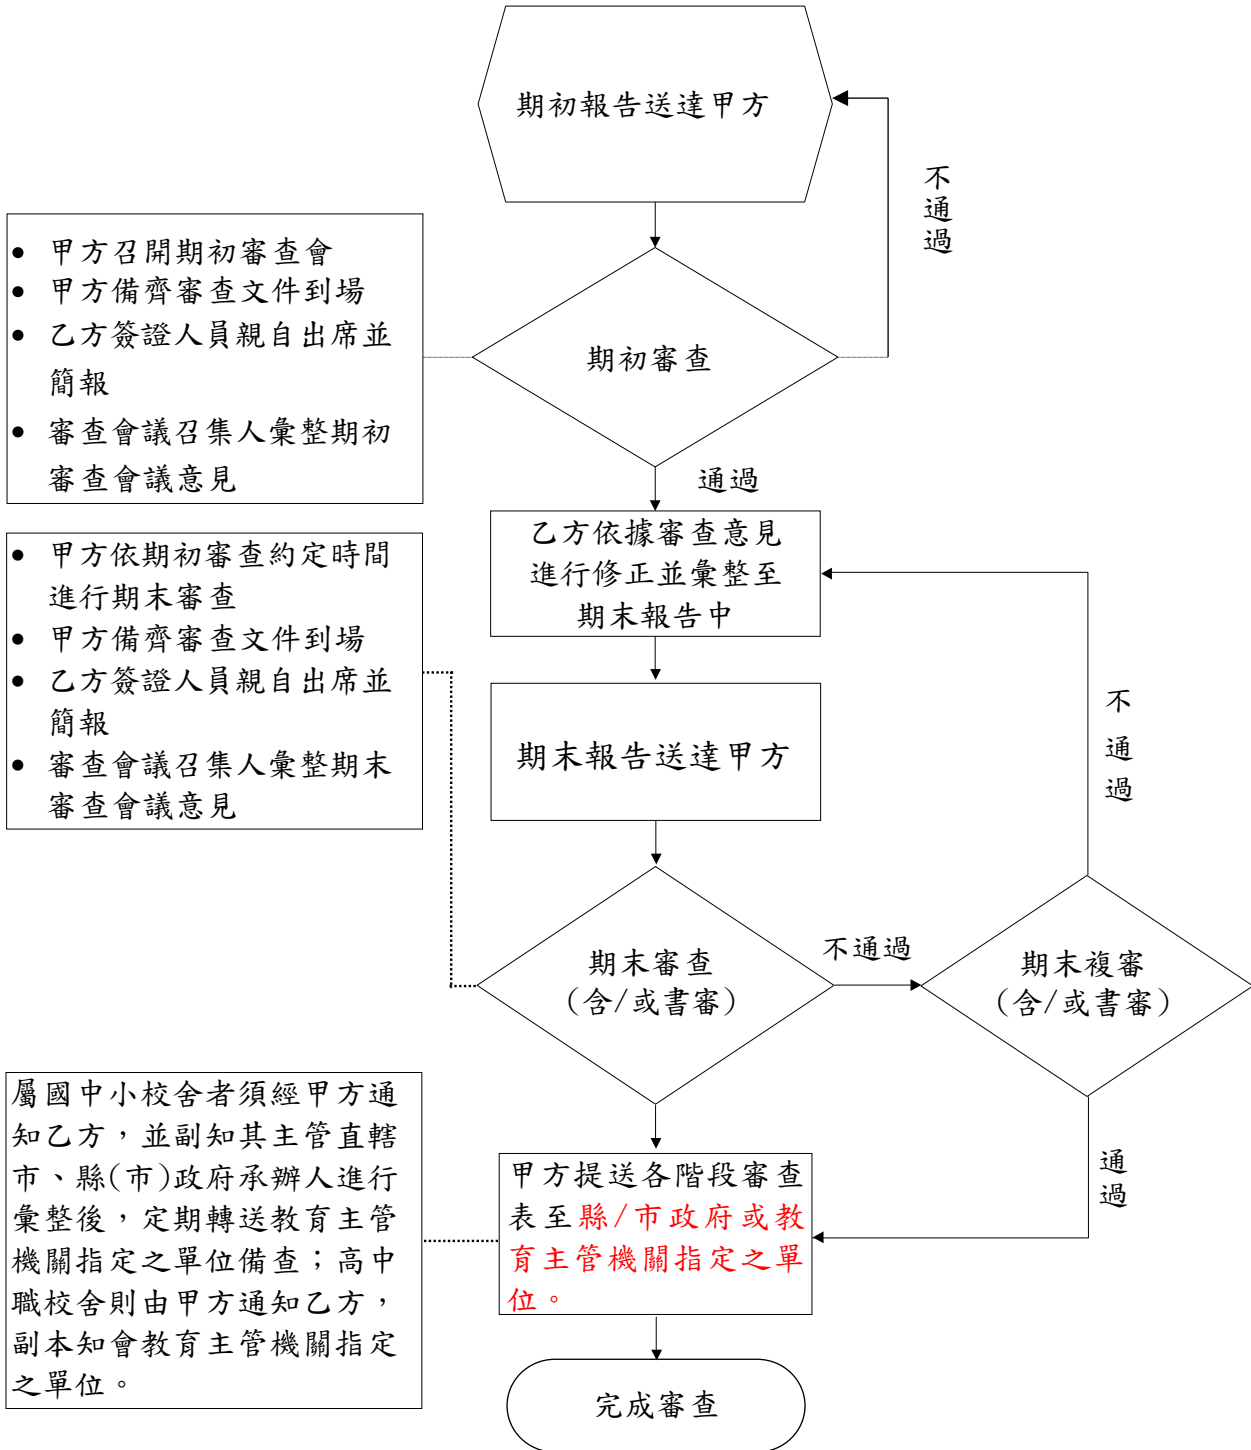 期初報告送達甲方
不
通
過
• 甲方召開期初審查會
• 甲方備齊審查文件到場
• 乙方簽證人員親自出席並
簡報
• 審查會議召集人彙整期初
審查會議意見
期初審查
通過
乙方依據審查意見
進行修正並彙整至
期末報告中
• 甲方依期初審查約定時間
進行期末審查
• 甲方備齊審查文件到場
• 乙方簽證人員親自出席並
簡報
• 審查會議召集人彙整期末
審查會議意見
期末報告送達甲方
不
通
過
期末審查
(含/或書審)
不通過
期末複審
(含/或書審)
通
過
屬國中小校舍者須經甲方通
知乙方，並副知其主管直轄
市、縣(市)政府承辦人進行
彙整後，定期轉送教育主管
機關指定之單位備查；高中
職校舍則由甲方通知乙方，
副本知會教育主管機關指定
之單位。
甲方提送各階段審查
表至縣/市政府或教
育主管機關指定之單
位。
完成審查